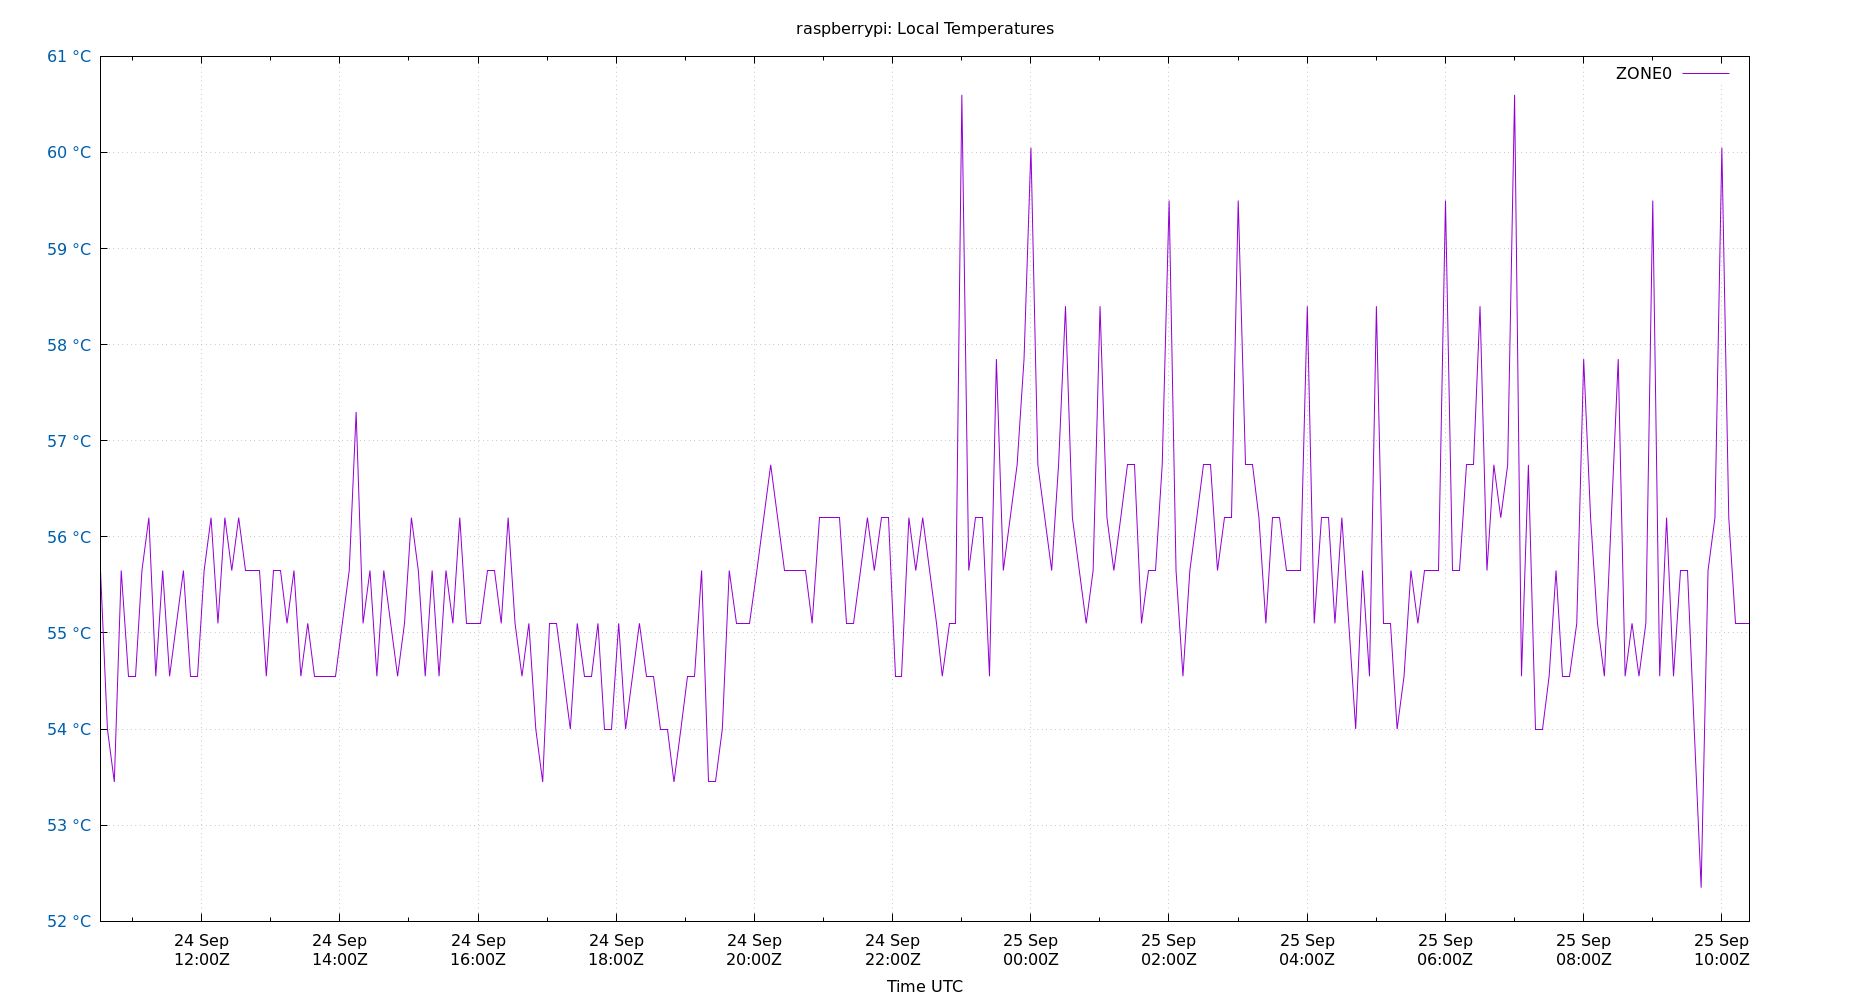 raspberrypi: Local Temperatures
ZONE0
61 °C
60 °C
59 °C
58 °C
57 °C
56 °C
55 °C
54 °C
53 °C
52 °C
24 Sep 24 Sep 24 Sep 24 Sep 24 Sep 24 Sep 25 Sep 25 Sep 25 Sep 25 Sep 25 Sep 25 Sep
12:00Z 14:00Z 16:00Z 18:00Z 20:00Z 22:00Z 00:00Z 02:00Z 04:00Z 06:00Z 08:00Z 10:00Z
Time UTC